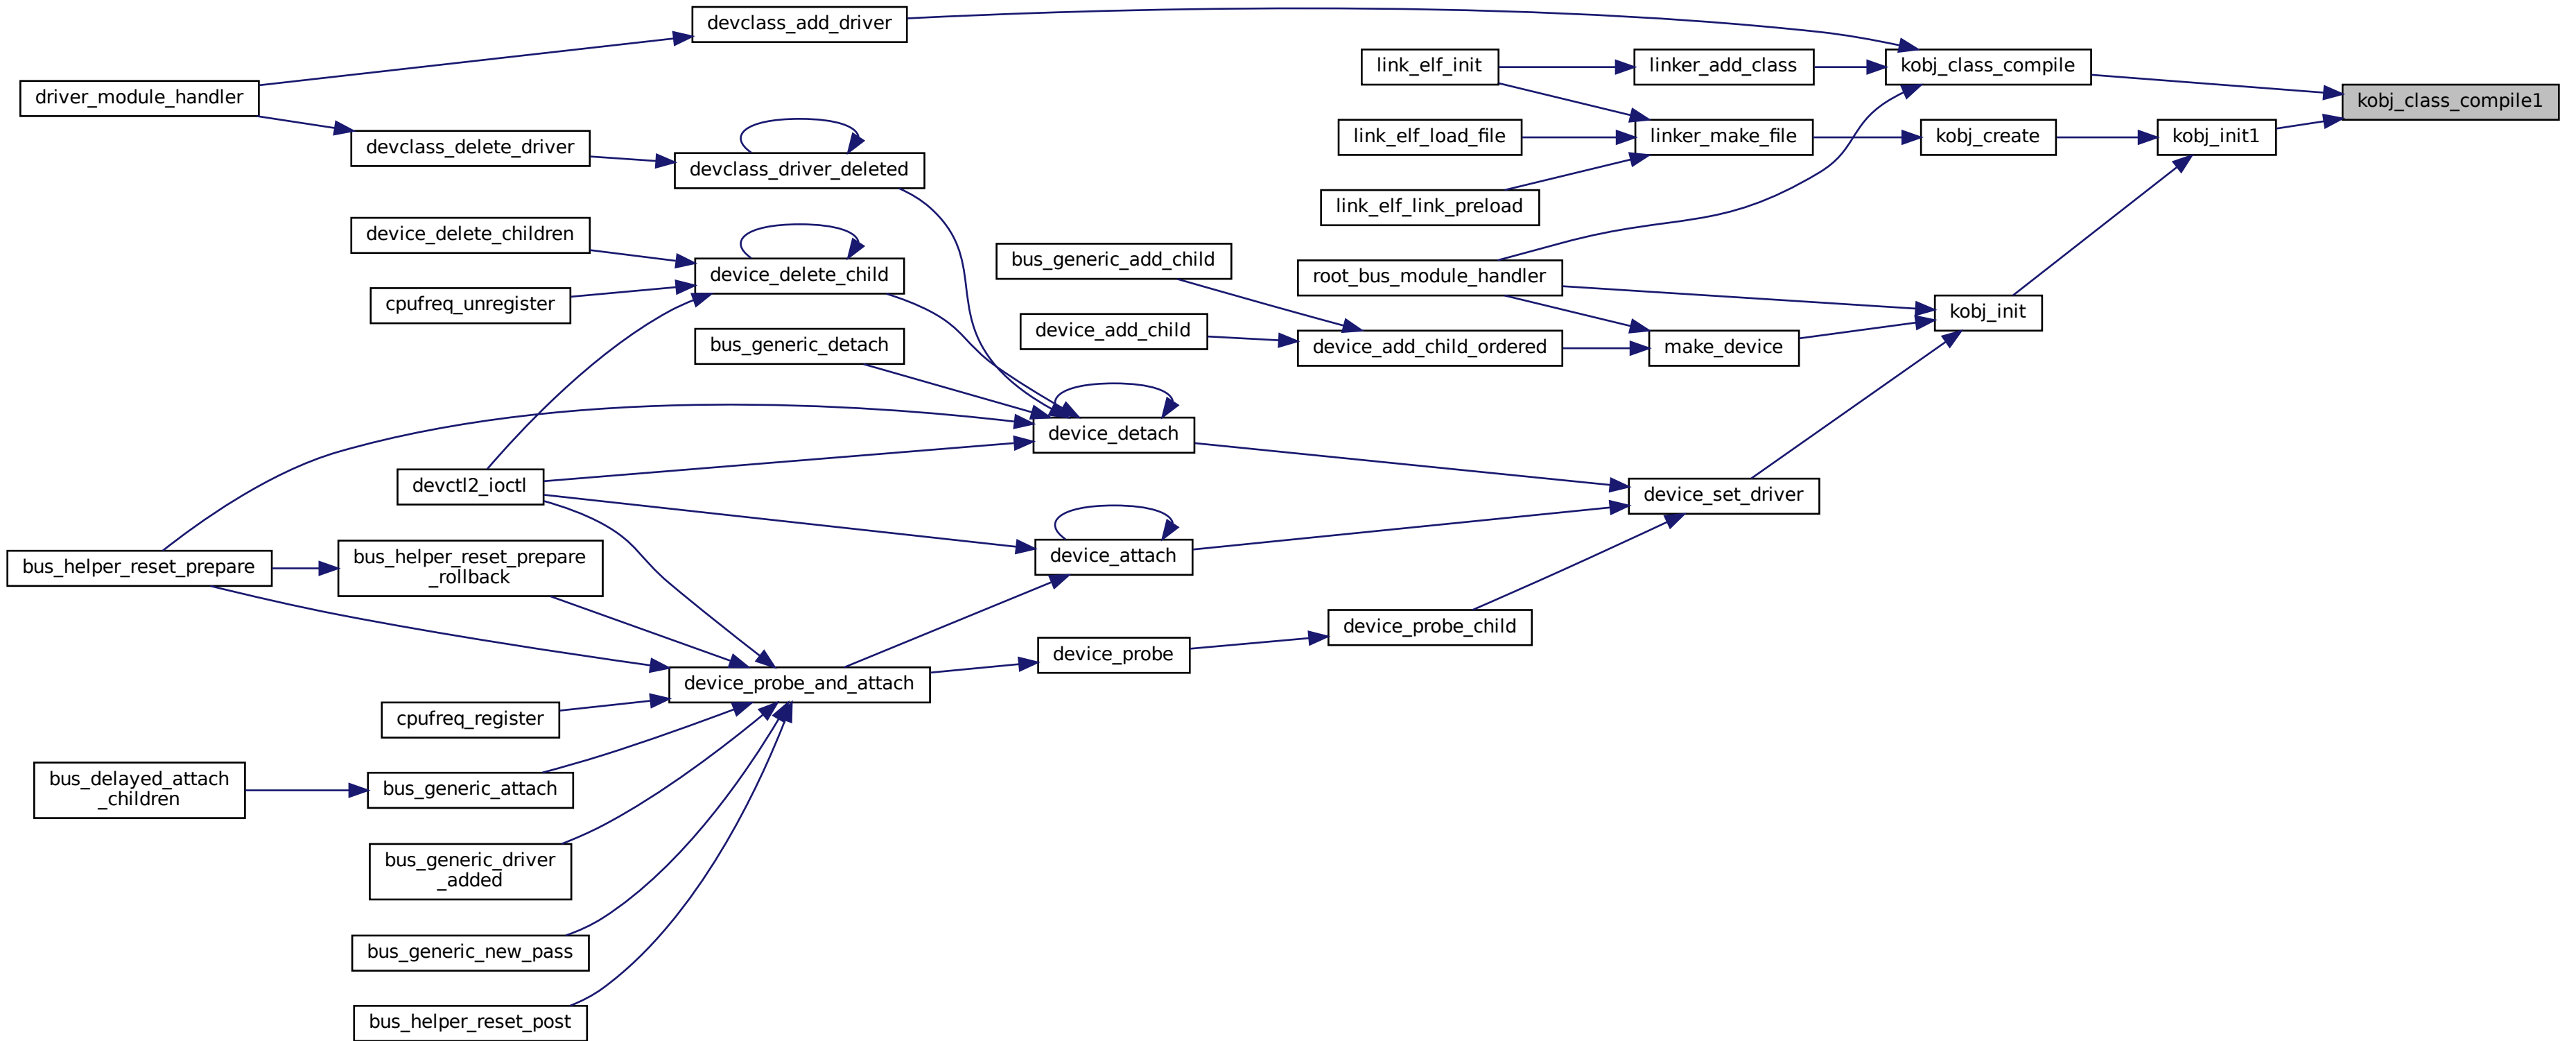 devclass_add_driver
link_elf_init
linker_add_class
kobj_class_compile
driver_module_handler
kobj_class_compile1
devclass_delete_driver
devclass_driver_deleted
link_elf_load_file
linker_make_file
kobj_create
kobj_init1
link_elf_link_preload
device_delete_children
bus_generic_add_child
device_delete_child
root_bus_module_handler
cpufreq_unregister
kobj_init
device_add_child
bus_generic_detach
device_add_child_ordered
make_device
device_detach
devctl2_ioctl
device_set_driver
bus_helper_reset_prepare
bus_helper_reset_prepare
_rollback
device_attach
device_probe_child
device_probe
device_probe_and_attach
cpufreq_register
bus_delayed_attach
_children
bus_generic_attach
bus_generic_driver
_added
bus_generic_new_pass
bus_helper_reset_post